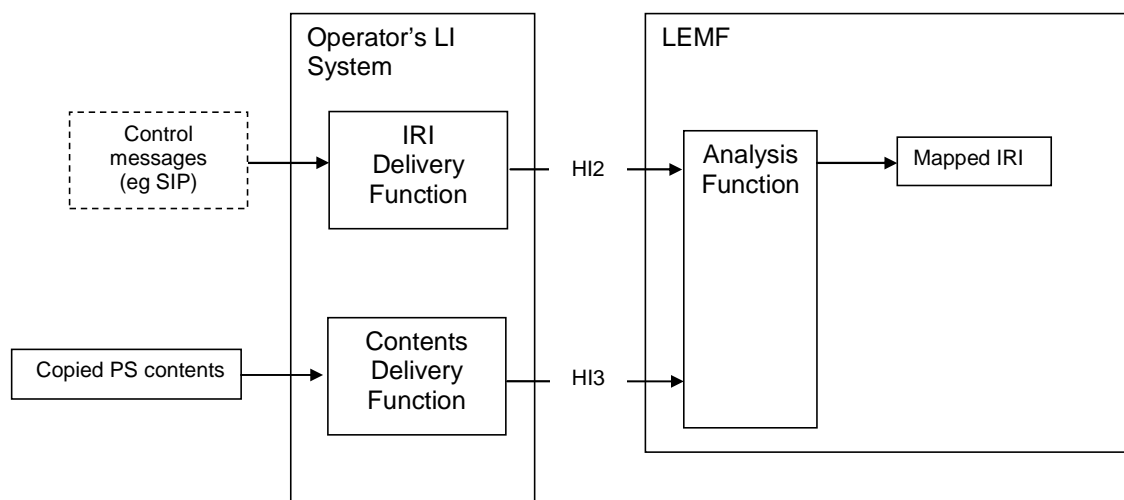 Operator’s LI
System
LEMF
Control
messages
(eg SIP)
IRI
Delivery
Function
HI2
Analysis
Function
Mapped IRI
Copied PS contents
Contents
Delivery
Function
HI3